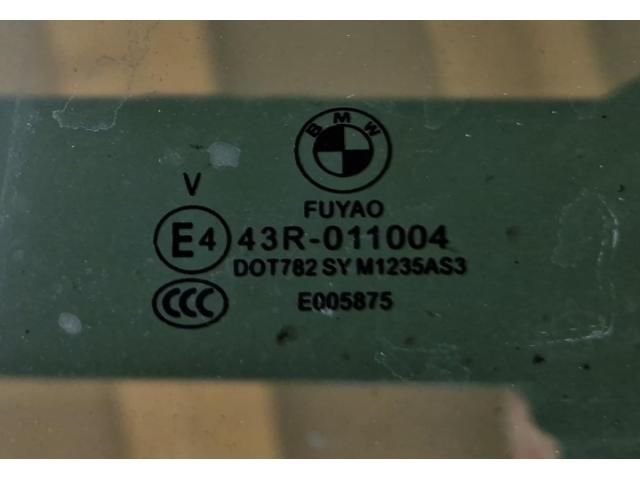 BMW
V
FUYAO
E4 43R-011004
DOT782 SY M1235AS3
CCC E005875